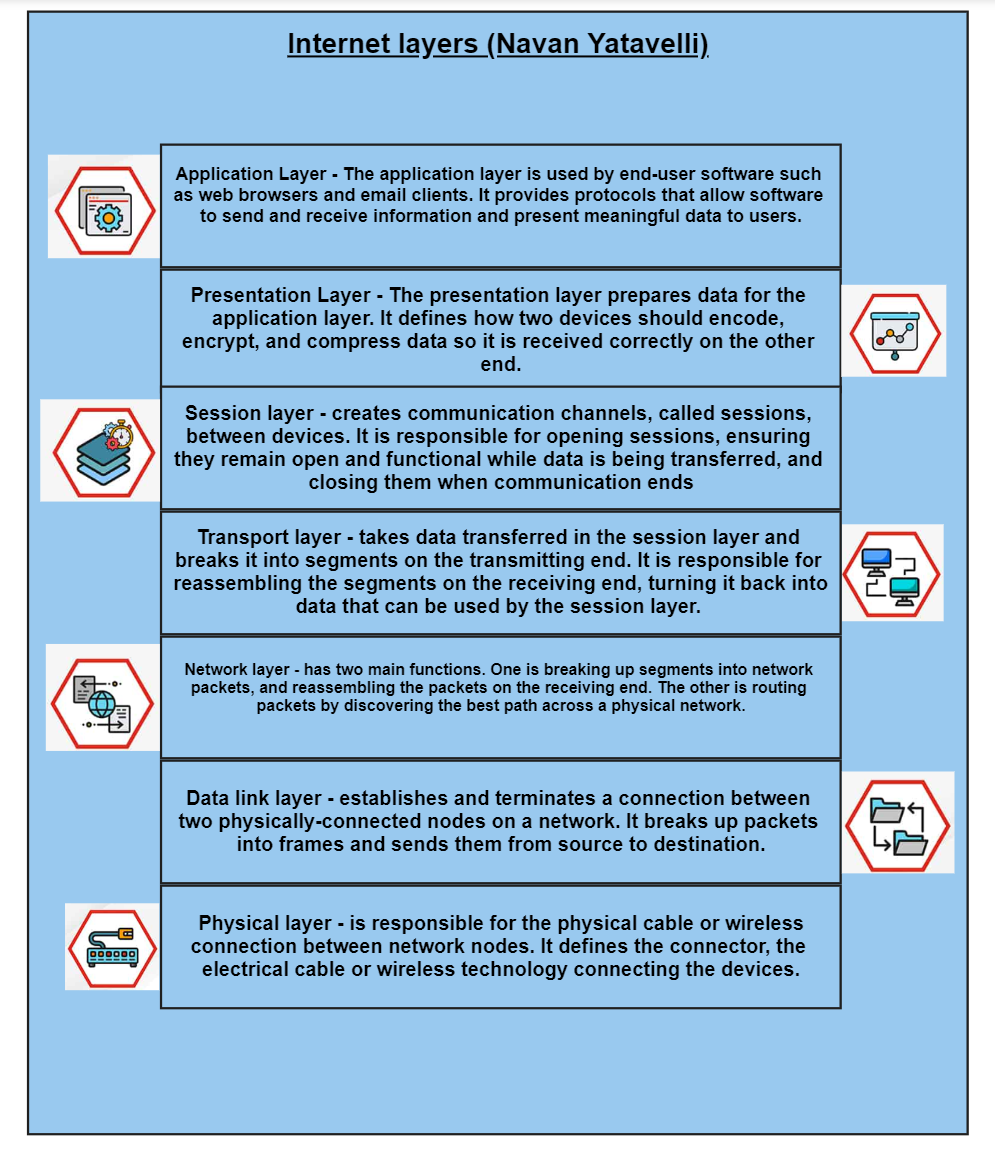 Internet layers (Navan Yatavelli)
Application Layer - The application layer is used by end-user software such
as web browsers and email clients. It provides protocols that allow software
to send and receive information and present meaningful data to users.
Presentation Layer - The presentation layer prepares data for the
application layer. It defines how two devices should encode,
encrypt, and compress data so it is received correctly on the other
end.
Session layer - creates communication channels, called sessions,
between devices. It is responsible for opening sessions, ensuring
they remain open and functional while data is being transferred, and
closing them when communication ends
Transport layer - takes data transferred in the session layer and
breaks it into segments on the transmitting end. It is responsible for
reassembling the segments on the receiving end, turning it back into
data that can be used by the session layer.
Network layer - has two main functions. One is breaking up segments into network
packets, and reassembling the packets on the receiving end. The other is routing
packets by discovering the best path across a physical network.
Data link layer - establishes and terminates a connection between
two physically-connected nodes on a network. It breaks up packets
into frames and sends them from source to destination.
Physical layer - is responsible for the physical cable or wireless
connection between network nodes. It defines the connector, the
electrical cable or wireless technology connecting the devices.